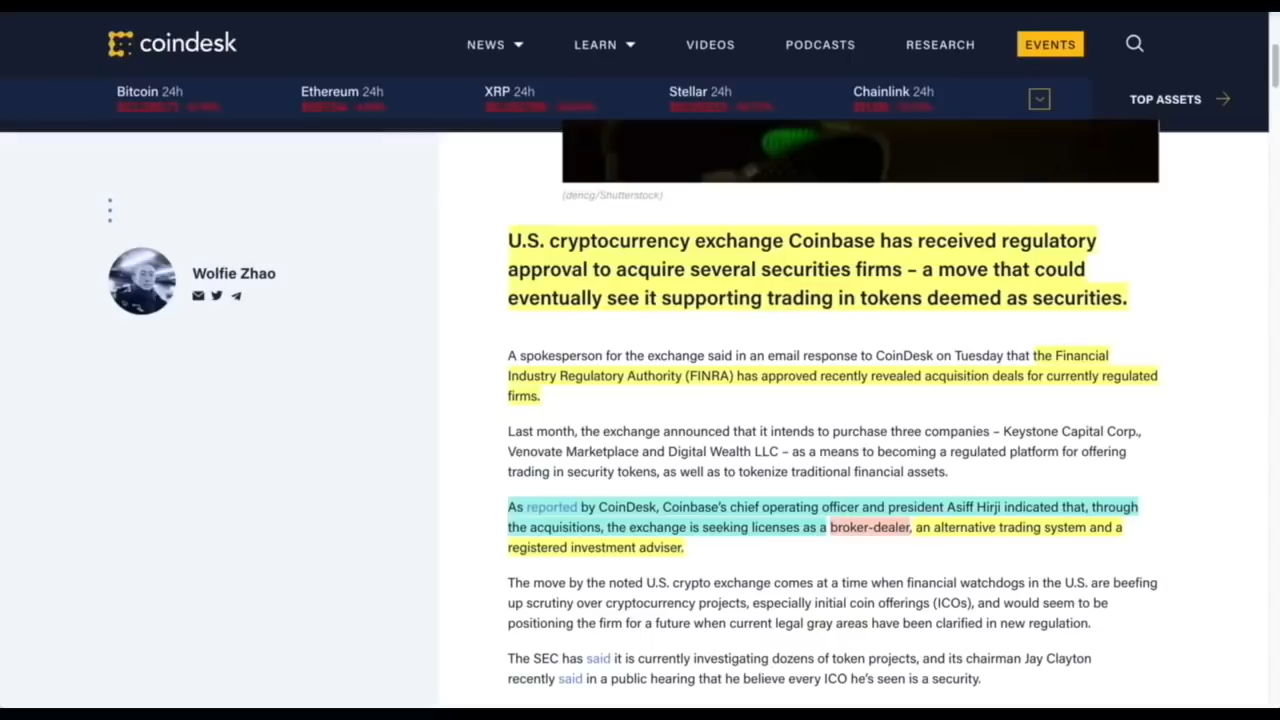 coindesk
NEWS LEARN VIDEOS PODCASTS RESEARCH EVENTS
Bitcoin 24h Ethereum 24h XRP 24h Stellar 24h Chainlink 24h
TOP ASSETS
(dencg/Shutterstock)
Wolfie Zhao
U.S. cryptocurrency exchange Coinbase has received regulatory
approval to acquire several securities firms – a move that could
eventually see it supporting trading in tokens deemed as securities.
A spokesperson for the exchange said in an email response to CoinDesk on Tuesday that the Financial
Industry Regulatory Authority (FINRA) has approved recently revealed acquisition deals for currently regulated
firms.
Last month, the exchange announced that it intends to purchase three companies – Keystone Capital Corp.,
Venovate Marketplace and Digital Wealth LLC – as a means to becoming a regulated platform for offering
trading in security tokens, as well as to tokenize traditional financial assets.
As reported by CoinDesk, Coinbase's chief operating officer and president Asiff Hirji indicated that, through
the acquisitions, the exchange is seeking licenses as a broker-dealer, an alternative trading system and a
registered investment adviser.
The move by the noted U.S. crypto exchange comes at a time when financial watchdogs in the U.S. are beefing
up scrutiny over cryptocurrency projects, especially initial coin offerings (ICOs), and would seem to be
positioning the firm for a future when current legal gray areas have been clarified in new regulation.
The SEC has said it is currently investigating dozens of token projects, and its chairman Jay Clayton
recently said in a public hearing that he believe every ICO he's seen is a security.